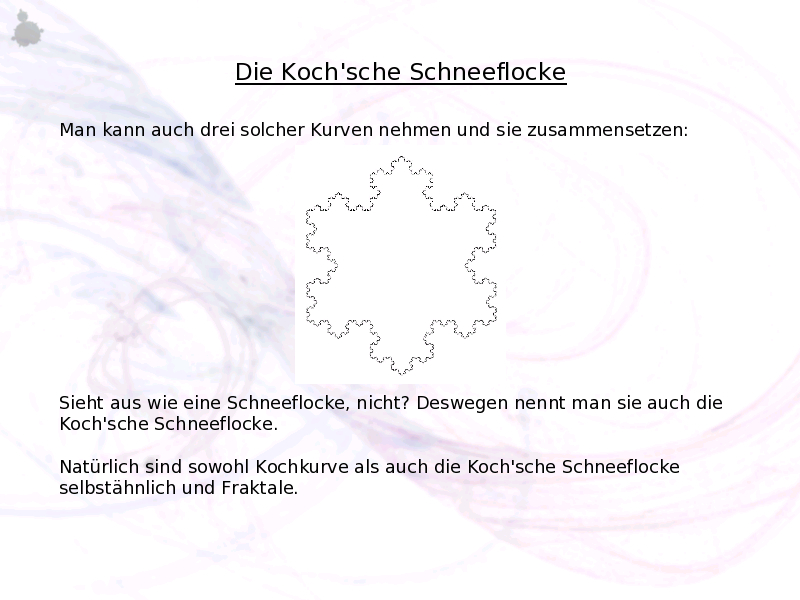 Die Koch'sche Schneeflocke
Man kann auch drei solcher Kurven nehmen und sie zusammensetzen:
Sieht aus wie eine Schneeflocke, nicht? Deswegen nennt man sie auch die
Koch'sche Schneeflocke.
Natürlich sind sowohl Kochkurve als auch die Koch'sche Schneeflocke
selbstähnlich und Fraktale.